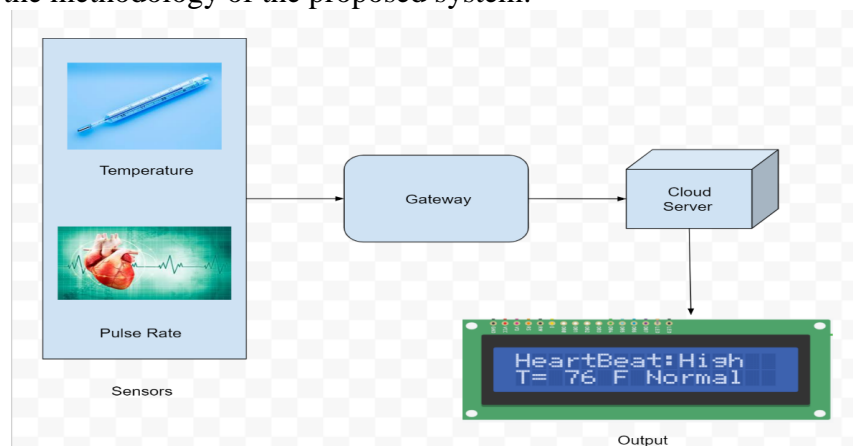 the methodology of the proposed system.
Temperature
Pulse Rate
Sensors
Gateway
Cloud
Server
HeartBeat:High
T= 76 F Normal
Output